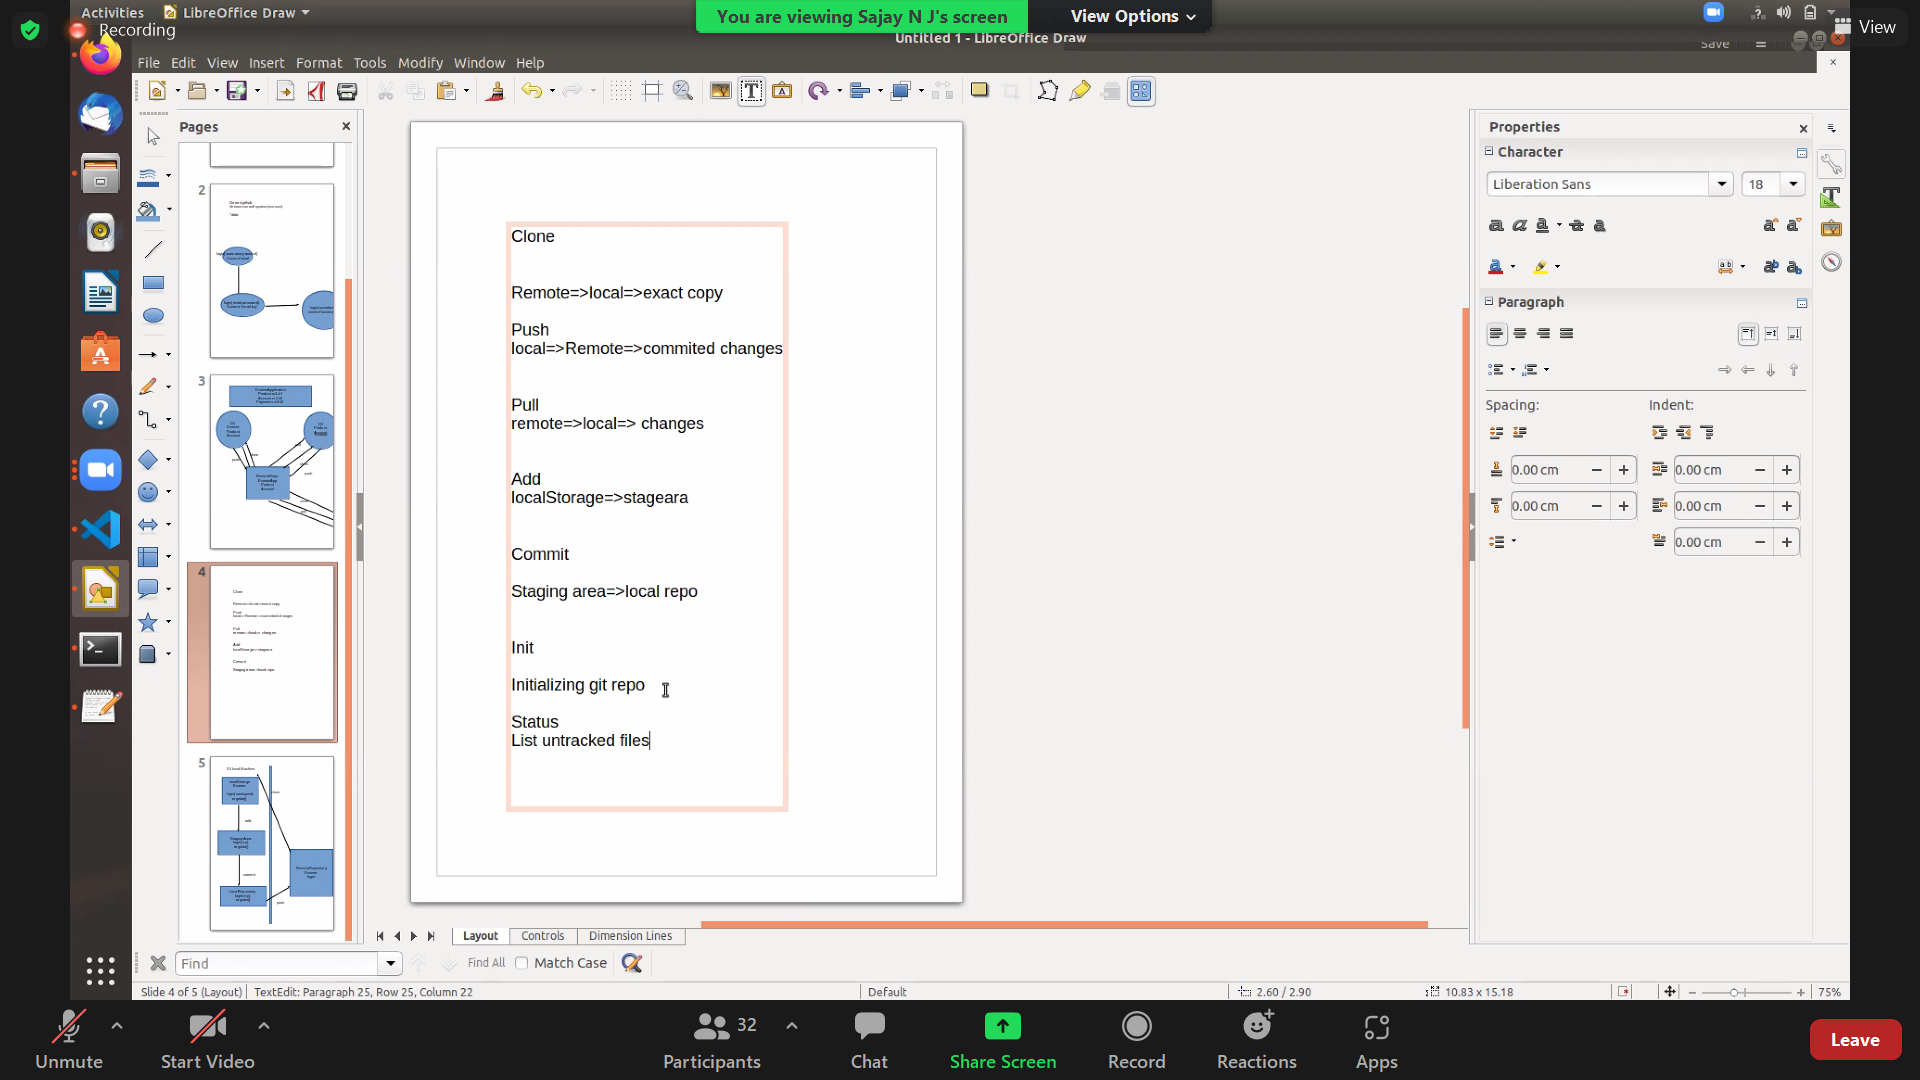 Activities
LibreOffice Draw
Recording
You are viewing Sajay N J's screen
View Options
View
Untitled 1 - LibreOffice Draw
Save
File Edit View Insert Format Tools Modify Window Help
Pages
2
3
4
5
Clone
Remote=>local=>exact copy
Push
local=>Remote=>commited changes
Pull
remote=>local=> changes
Add
localStorage=>stageara
Commit
Staging area=>local repo
Init
Initializing git repo
Status
List untracked files
Properties
Character
Liberation Sans
18
Paragraph
Spacing:
Indent:
0.00 cm
0.00 cm
0.00 cm
0.00 cm
0.00 cm
Layout
Controls
Dimension Lines
Find
Find All
Match Case
Slide 4 of 5 (Layout)
TextEdit: Paragraph 25, Row 25, Column 22
Default
2.60 / 2.90
10.83 x 15.18
75%
Unmute
Start Video
32
Participants
Chat
Share Screen
Record
Reactions
Apps
Leave